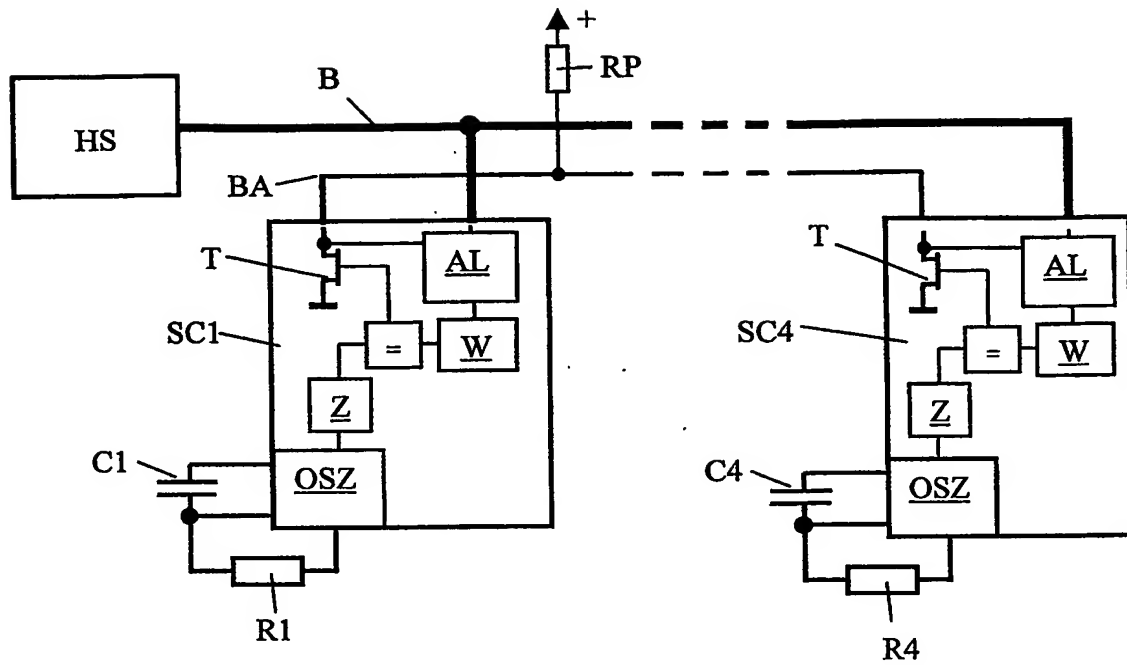 +
RP
B
HS
BA
T
AL
SC1
=
W
Z
C1
OSZ
R1
T
AL
SC4
=
W
Z
C4
OSZ
R4